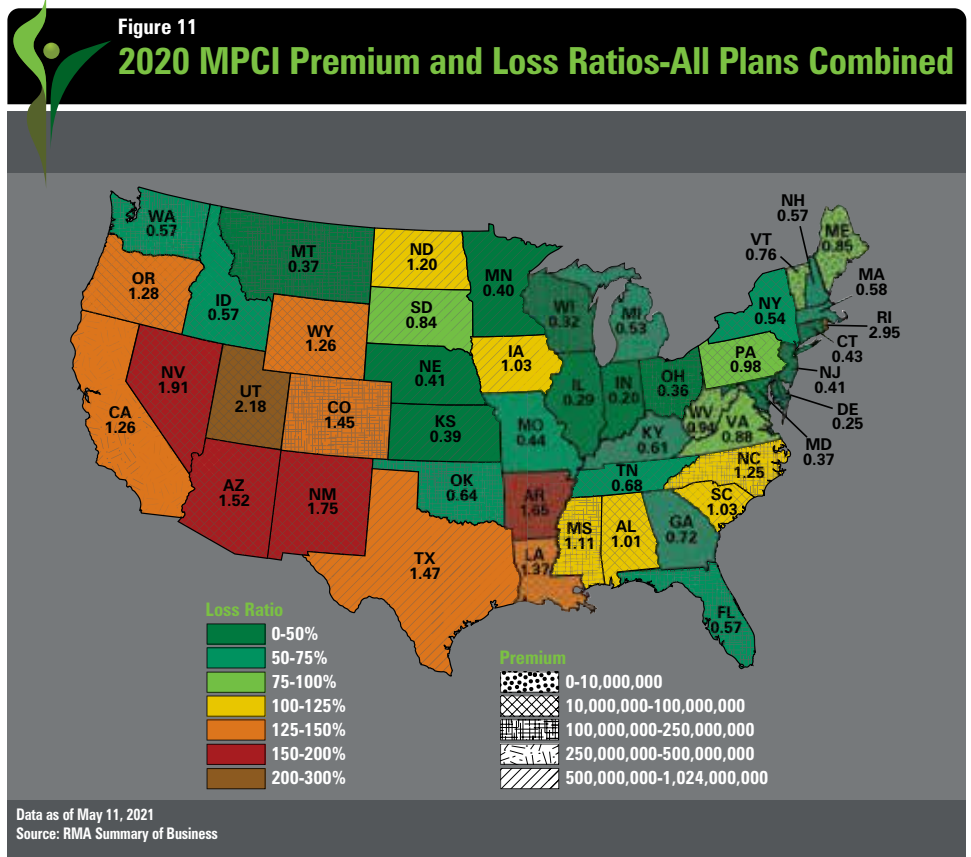 Figure 11
2020 MPCI Premium and Loss Ratios-All Plans Combined
WA
0.57
MT
0.37
ND
1.20
MN
0.40
OR
1.28
ID
0.57
WY
1.26
SD
0.84
WI
0.32
MI
0.53
NH
0.57
VT
0.76
ME
0.85
MA
0.58
NY
0.54
RI
2.95
CT
0.43
NJ
0.41
DE
0.25
MD
0.37
PA
0.98
IA
1.03
NE
0.41
NV
1.91
UT
2.18
CO
1.45
CA
1.26
KS
0.39
IL
0.29
IN
0.20
OH
0.36
MO
0.44
KY
0.61
WV
0.94
VA
0.88
NC
1.25
TN
0.68
SC
1.03
AZ
1.52
NM
1.75
OK
0.64
AR
1.65
MS
1.11
AL
1.01
GA
0.72
TX
1.47
LA
1.37
FL
0.57
Loss Ratio
0-50%
50-75%
75-100%
100-125%
125-150%
150-200%
200-300%
Premium
0-10,000,000
10,000,000-100,000,000
100,000,000-250,000,000
250,000,000-500,000,000
500,000,000-1,024,000,000
Data as of May 11, 2021
Source: RMA Summary of Business